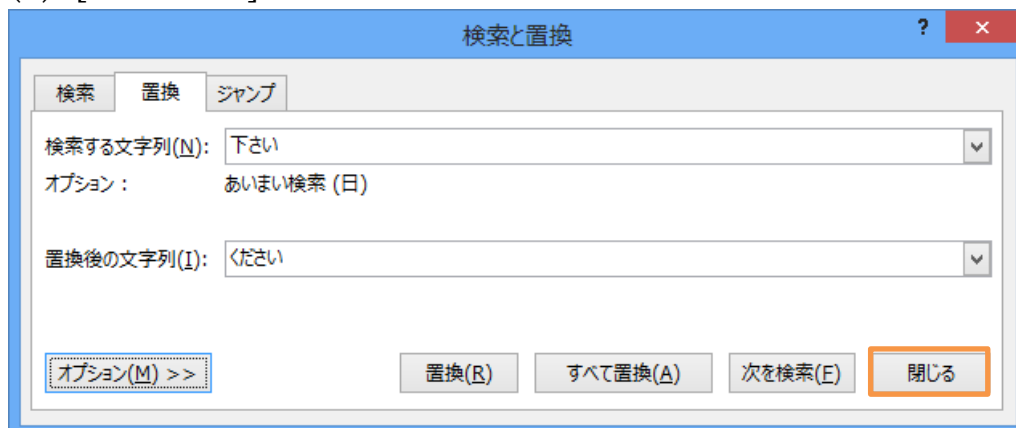 検索と置換 ? ×
検索 置換 ジャンプ
検索する文字列(N): 下さい
オプション : あいまい検索 (日)
置換後の文字列(I): ください
オプション(M) >> 置換(R) すべて置換(A) 次を検索(F) 閉じる